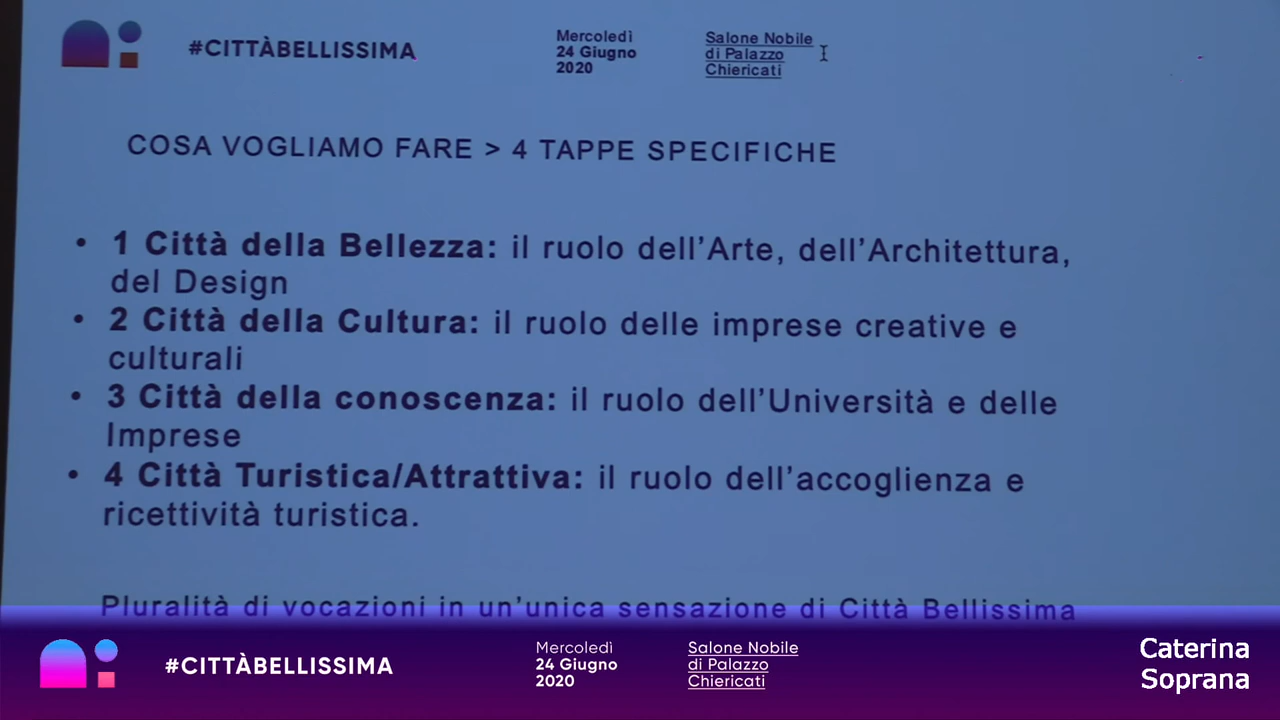 #CITTÀBELLISSIMA
Mercoledì
24 Giugno
2020
Salone Nobile
di Palazzo
Chiericati
COSA VOGLIAMO FARE > 4 TAPPE SPECIFICHE
• 1 Città della Bellezza: il ruolo dell’Arte, dell’Architettura,
del Design
• 2 Città della Cultura: il ruolo delle imprese creative e
culturali
• 3 Città della conoscenza: il ruolo dell’Università e delle
Imprese
• 4 Città Turistica/Attrattiva: il ruolo dell’accoglienza e
ricettività turistica.
Pluralità di vocazioni in un’unica sensazione di Città Bellissima
#CITTÀBELLISSIMA
Mercoledì
24 Giugno
2020
Salone Nobile
di Palazzo
Chiericati
Caterina
Soprana